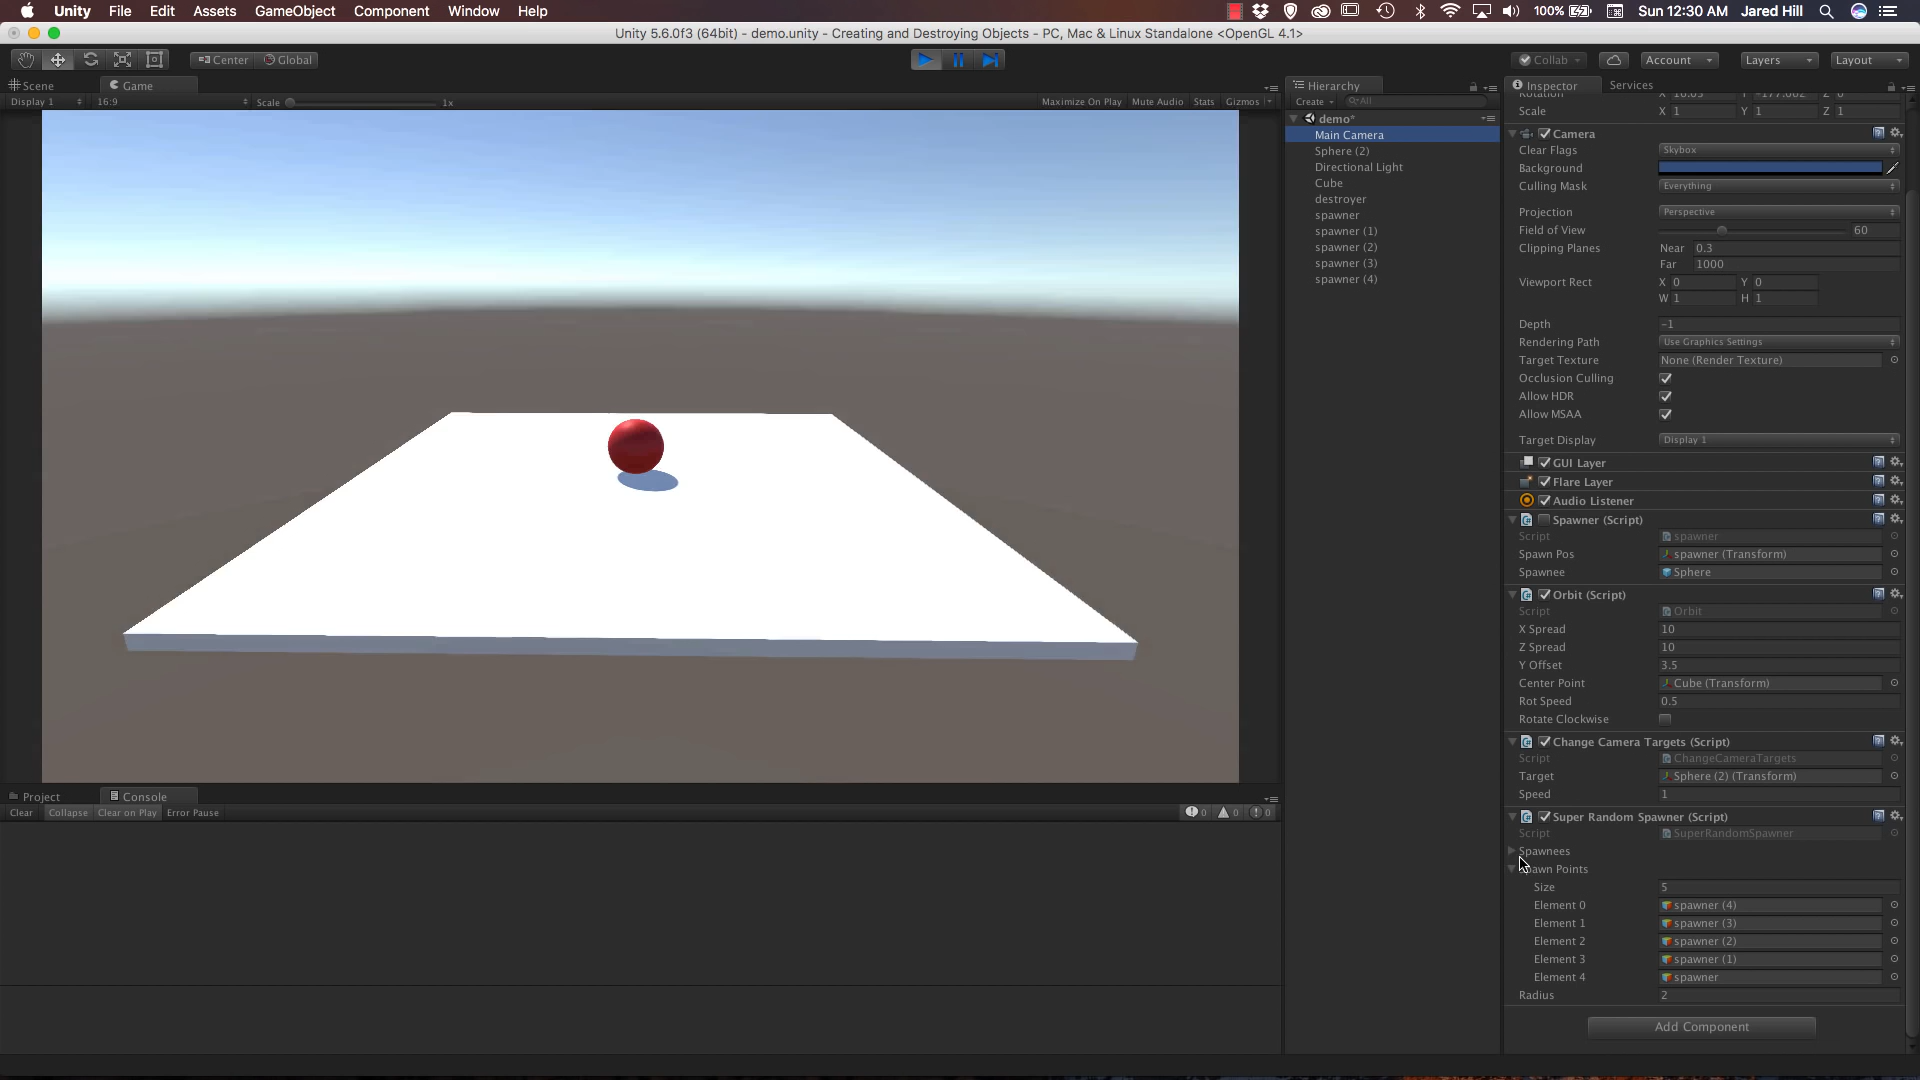 Unity File Edit Assets GameObject Component Window Help 100% Sun 12:30 AM Jared Hill
Unity 5.6.0f3 (64bit) - demo.unity - Creating and Destroying Objects - PC, Mac & Linux Standalone <OpenGL 4.1>
Center Global Collab Account Layers Layout
Scene Game
Display 1 16:9 Scale 1x Maximize On Play Mute Audio Stats Gizmos
Hierarchy
Create All
demo*
Main Camera
Sphere (2)
Directional Light
Cube
destroyer
spawner
spawner (1)
spawner (2)
spawner (3)
spawner (4)
Inspector Services
Rotation X 16.05 Y -177.002 Z 0
Scale X 1 Y 1 Z 1
Camera
Clear Flags Skybox
Background
Culling Mask Everything
Projection Perspective
Field of View 60
Clipping Planes Near 0.3
Far 1000
Viewport Rect X 0 Y 0
W 1 H 1
Depth -1
Rendering Path Use Graphics Settings
Target Texture None (Render Texture)
Occlusion Culling
Allow HDR
Allow MSAA
Target Display Display 1
GUI Layer
Flare Layer
Audio Listener
Spawner (Script)
Script spawner
Spawn Pos spawner (Transform)
Spawnee Sphere
Orbit (Script)
Script Orbit
X Spread 10
Z Spread 10
Y Offset 3.5
Center Point Cube (Transform)
Rot Speed 0.5
Rotate Clockwise
Change Camera Targets (Script)
Script ChangeCameraTargets
Target Sphere (2) (Transform)
Speed 1
Super Random Spawner (Script)
Script SuperRandomSpawner
Spawnees
Spawn Points
Size 5
Element 0 spawner (4)
Element 1 spawner (3)
Element 2 spawner (2)
Element 3 spawner (1)
Element 4 spawner
Radius 2
Add Component
Project Console
Clear Collapse Clear on Play Error Pause 0 0 0